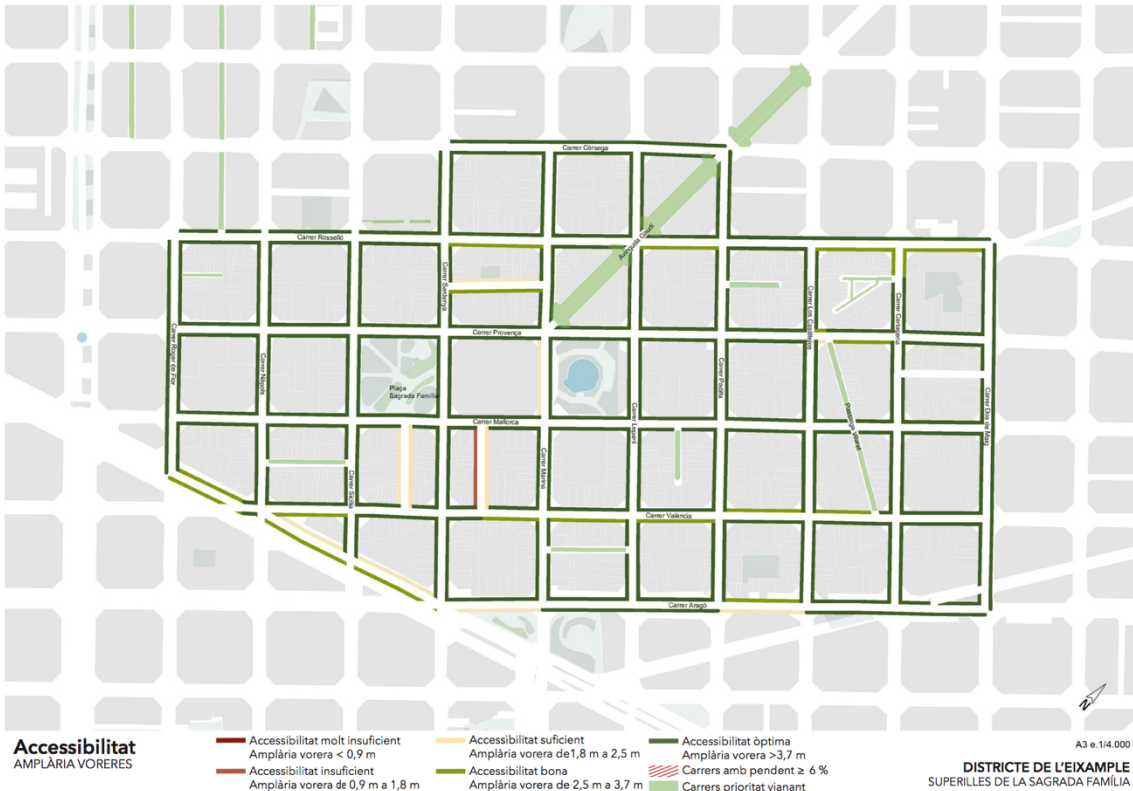 Carrer Còrsega
Carrer Rosselló
Avinguda Gaudí
Carrer Sardenya
Carrer Los Castillejos
Carrer Cartagena
Carrer Provença
Carrer Roger de Flor
Carrer Nàpols
Plaça
Sagrada Família
Carrer Padilla
Carrer Dos de Maig
Carrer Mallorca
Carrer Lepant
Passatge Vilaret
Carrer Marina
Carrer Sicília
Carrer València
Carrer Aragó
N
Accessibilitat
AMPLÀRIA VORERES
Accessibilitat molt insuficient
Amplària vorera < 0,9 m
Accessibilitat insuficient
Amplària vorera de 0,9 m a 1,8 m
Accessibilitat suficient
Amplària vorera de1,8 m a 2,5 m
Accessibilitat bona
Amplària vorera de 2,5 m a 3,7 m
Accessibilitat òptima
Amplària vorera >3,7 m
Carrers amb pendent ≥ 6 %
Carrers prioritat vianant
A3 e.1/4.000
DISTRICTE DE L'EIXAMPLE
SUPERILLES DE LA SAGRADA FAMÍLIA